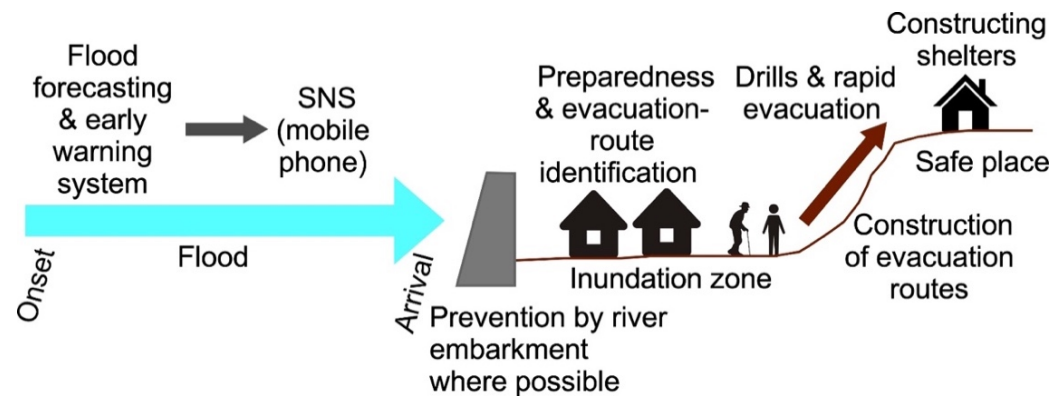 Flood
forecasting
& early
warning
system
SNS
(mobile
phone)
Flood
Onset
Arrival
Prevention by river
embarkment
where possible
Preparedness
& evacuation-
route
identification
Inundation zone
Drills & rapid
evacuation
Constructing
shelters
Safe place
Construction
of evacuation
routes